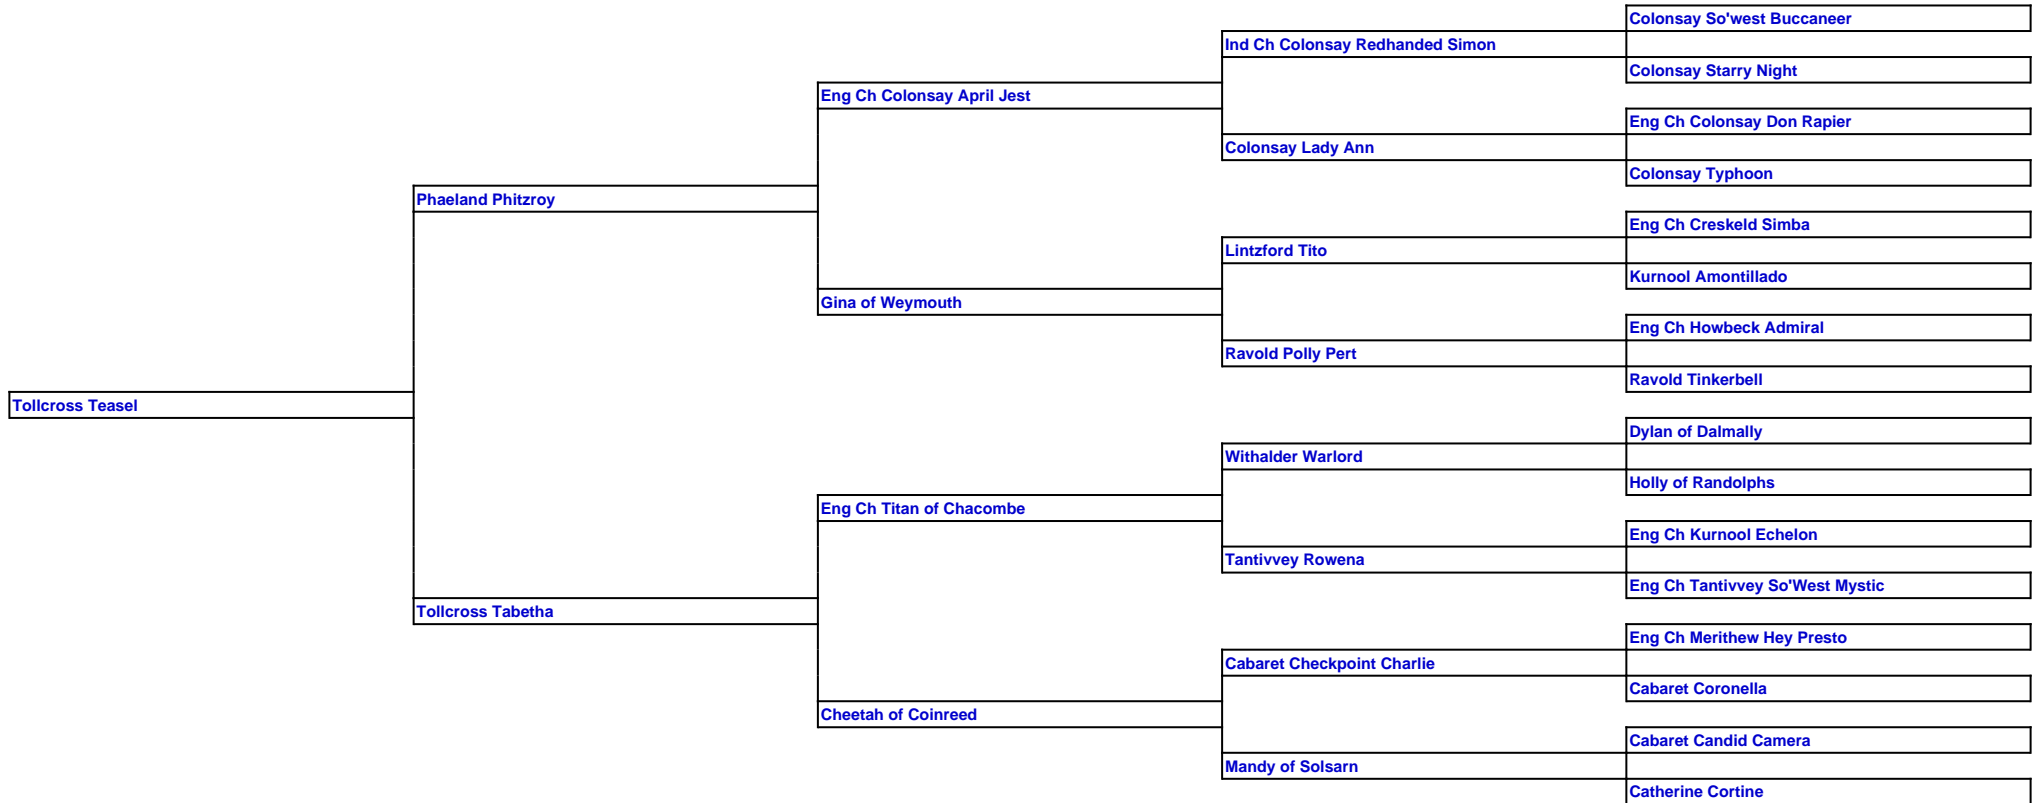 Colonsay So'west Buccaneer
Ind Ch Colonsay Redhanded Simon
Colonsay Starry Night
Eng Ch Colonsay April Jest
Eng Ch Colonsay Don Rapier
Colonsay Lady Ann
Colonsay Typhoon
Phaeland Phitzroy
Eng Ch Creskeld Simba
Lintzford Tito
Kurnool Amontillado
Gina of Weymouth
Eng Ch Howbeck Admiral
Ravold Polly Pert
Ravold Tinkerbell
Tollcross Teasel
Dylan of Dalmally
Withalder Warlord
Holly of Randolphs
Eng Ch Titan of Chacombe
Eng Ch Kurnool Echelon
Tantivvey Rowena
Eng Ch Tantivvey So'West Mystic
Tollcross Tabetha
Eng Ch Merithew Hey Presto
Cabaret Checkpoint Charlie
Cabaret Coronella
Cheetah of Coinreed
Cabaret Candid Camera
Mandy of Solsarn
Catherine Cortine